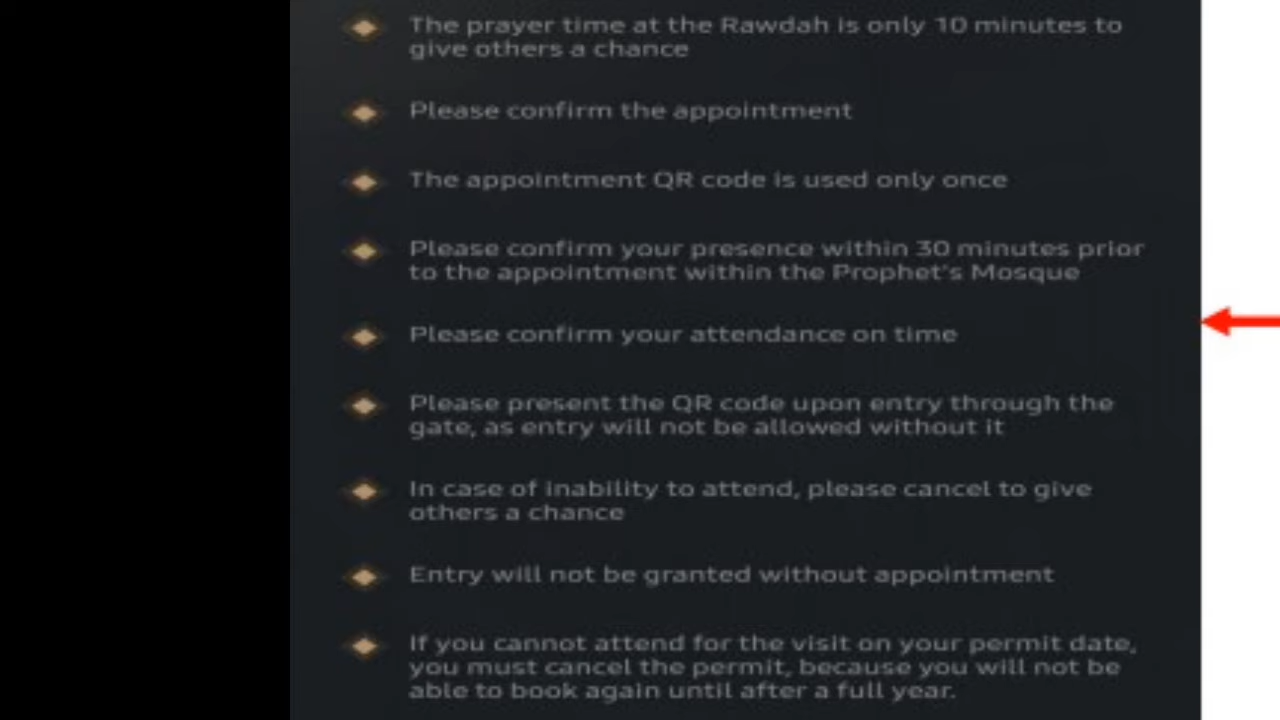 The prayer time at the Rawdah is only 10 minutes to
give others a chance
Please confirm the appointment
The appointment QR code is used only once
Please confirm your presence within 30 minutes prior
to the appointment within the Prophet's Mosque
Please confirm your attendance on time
Please present the QR code upon entry through the
gate, as entry will not be allowed without it
In case of inability to attend, please cancel to give
others a chance
Entry will not be granted without appointment
If you cannot attend for the visit on your permit date,
you must cancel the permit, because you will not be
able to book again until after a full year.